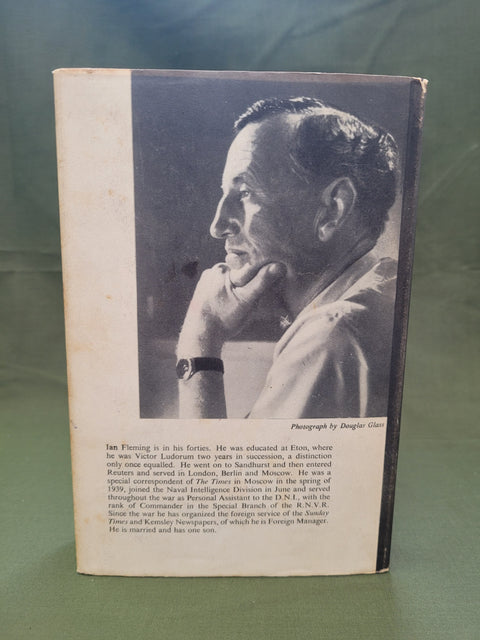 Photograph by Douglas Glass
Ian Fleming is in his forties. He was educated at Eton, where
he was Victor Ludorum two years in succession, a distinction
only once equalled. He went on to Sandhurst and then entered
Reuters and served in London, Berlin and Moscow. He was a
special correspondent of The Times in Moscow in the spring of
1939, joined the Naval Intelligence Division in June and served
throughout the war as Personal Assistant to the D.N.I., with the
rank of Commander in the Special Branch of the R.N.V.R.
Since the war he has organized the foreign service of the Sunday
Times and Kemsley Newspapers, of which he is Foreign Manager.
He is married and has one son.